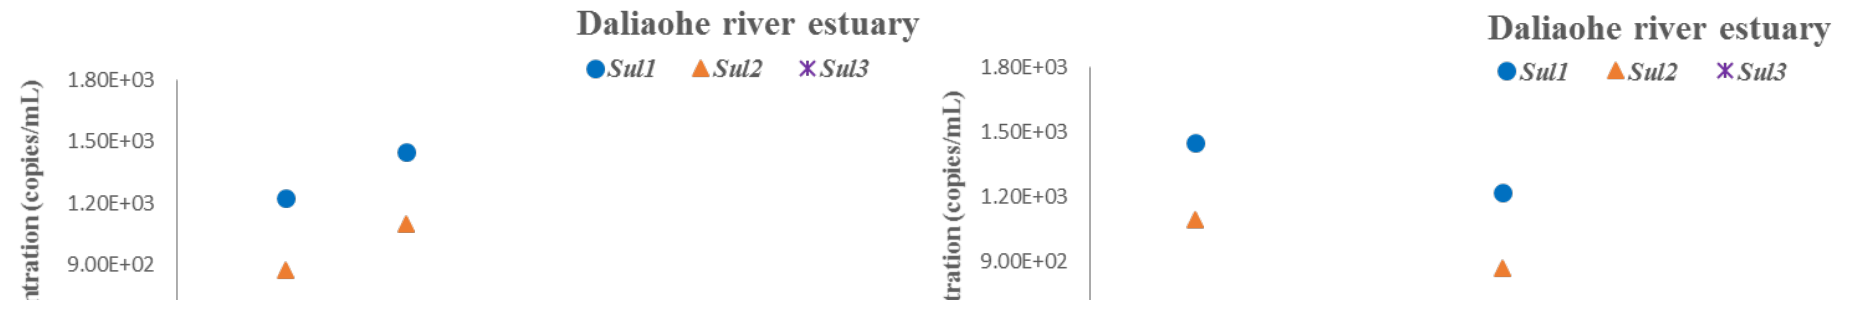 Daliaohe river estuary
Sul1 Sul2 Sul3
1.80E+03
1.50E+03
1.20E+03
9.00E+02
(copies/mL)
Daliaohe river estuary
Sul1 Sul2 Sul3
1.80E+03
1.50E+03
1.20E+03
9.00E+02
(copies/mL)